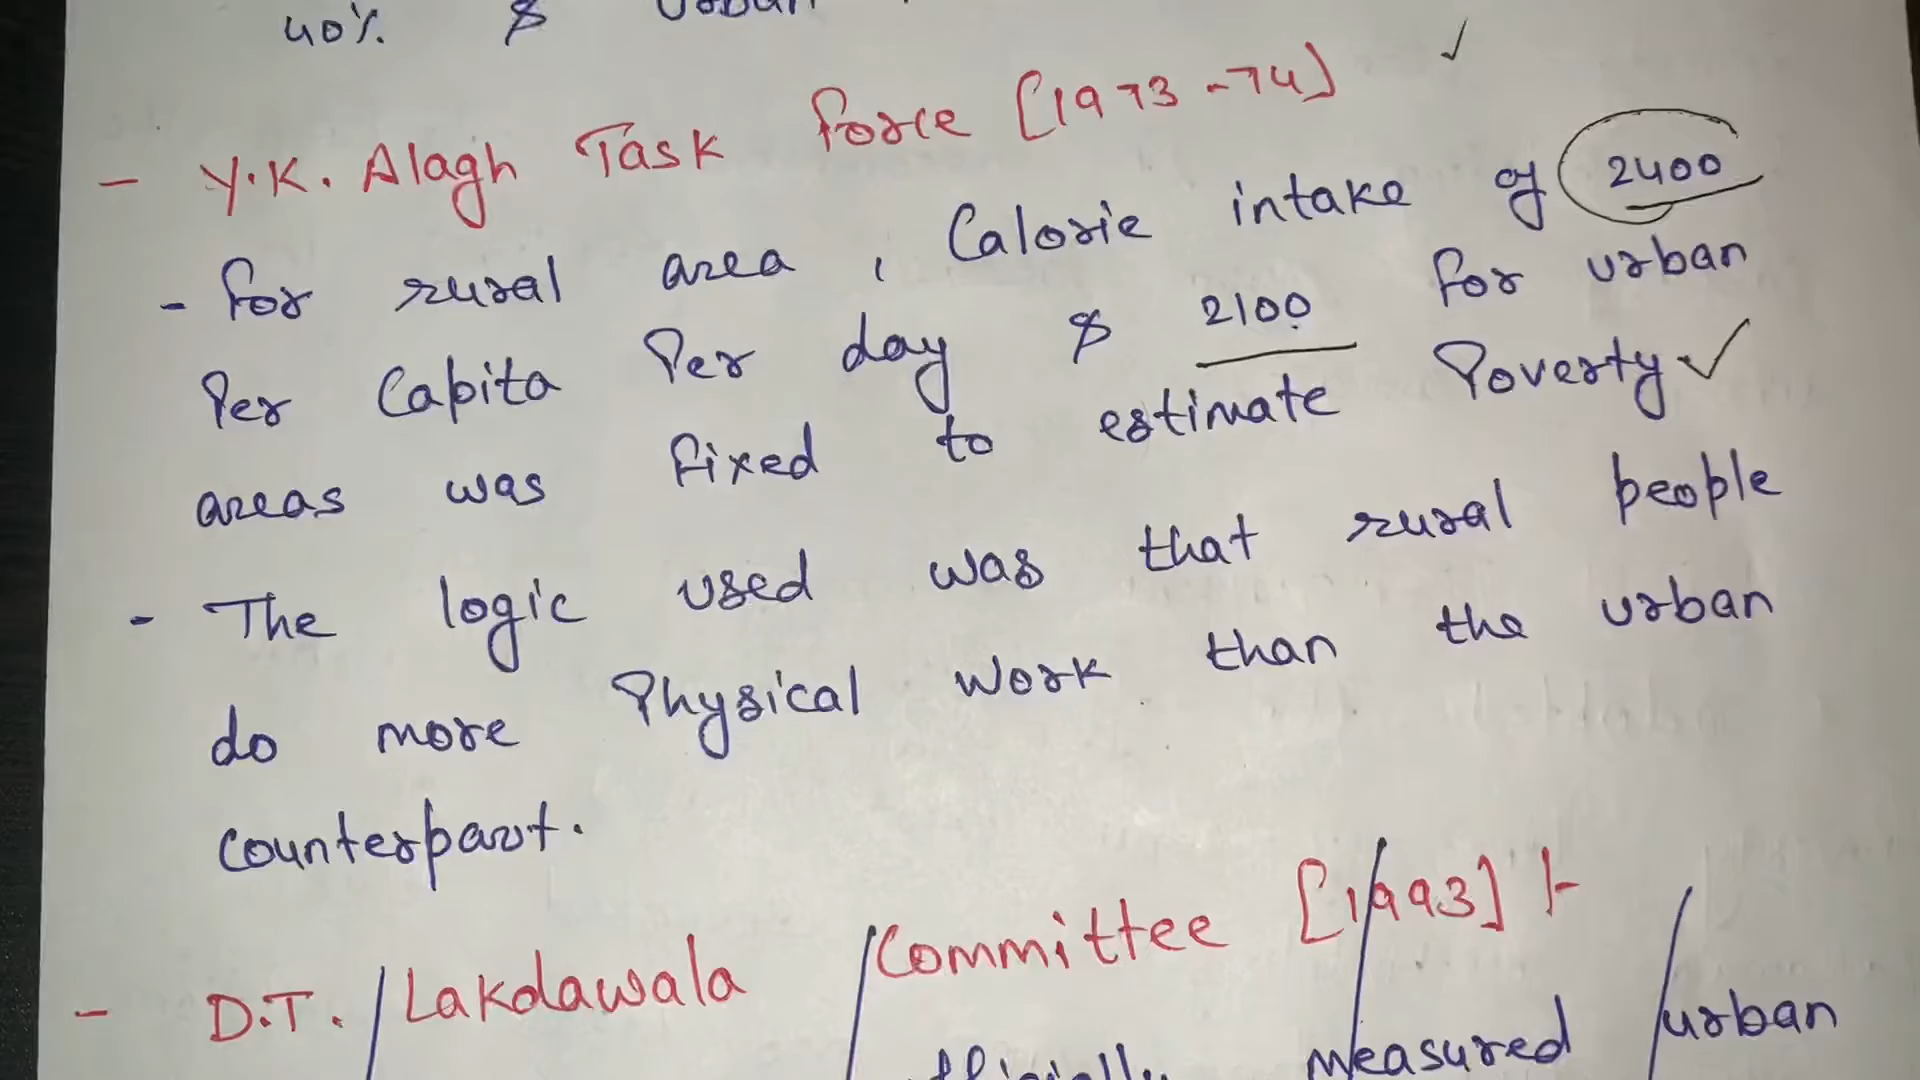 40% & urban
- Y.K. Alagh Task force [1973-74] ✓
- for rural area, Calorie intake of 2400
Per Capita Per day & 2100 for urban
areas was fixed to estimate Poverty ✓
- The logic used was that rural people
do more Physical work than the urban
counterpart.
- D.T. Lakdawala Committee [1993] :-
officially measured urban